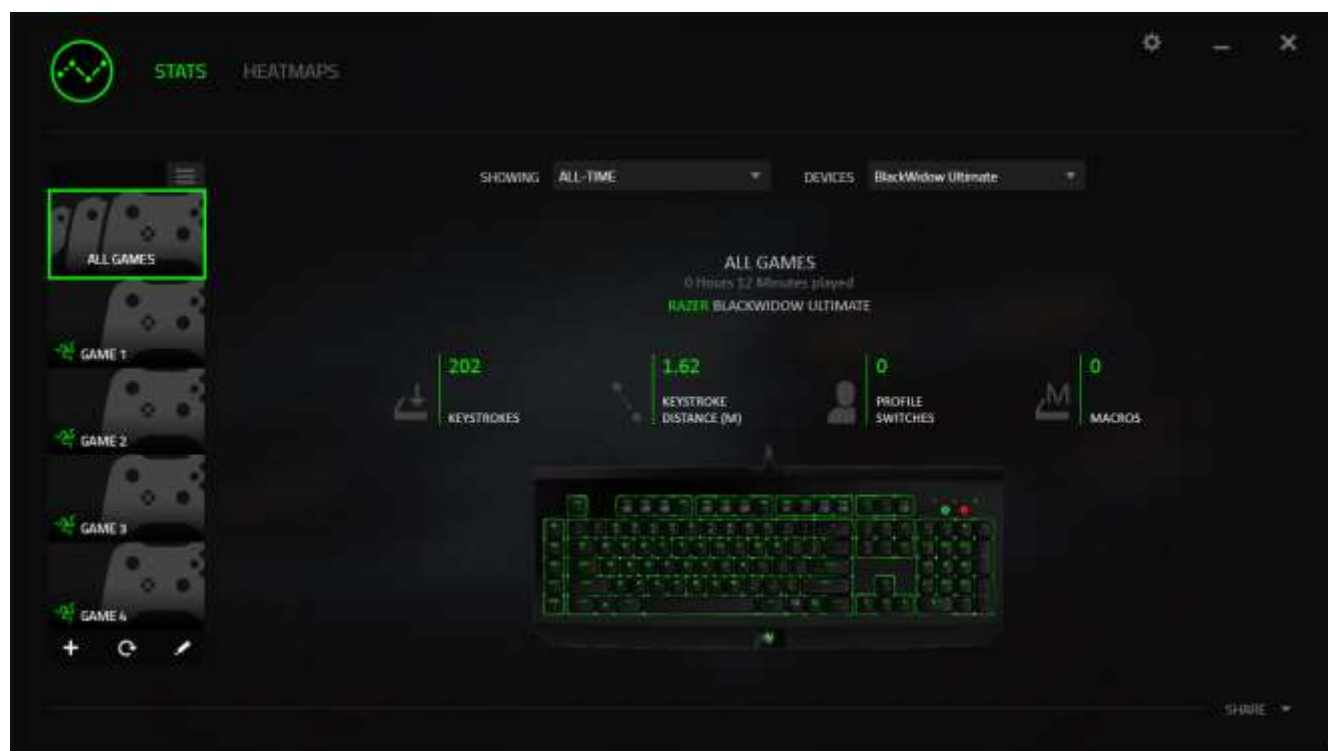 STATS HEATMAPS
SHOWING ALL-TIME DEVICES BlackWidow Ultimate
ALL GAMES
GAME 1
GAME 2
GAME 3
GAME 4
ALL GAMES
0 Hours 12 Minutes played
RAZER BLACKWIDOW ULTIMATE
202
KEYSTROKES
1.62
KEYSTROKE
DISTANCE (M)
0
PROFILE
SWITCHES
M
0
MACROS
SHARE